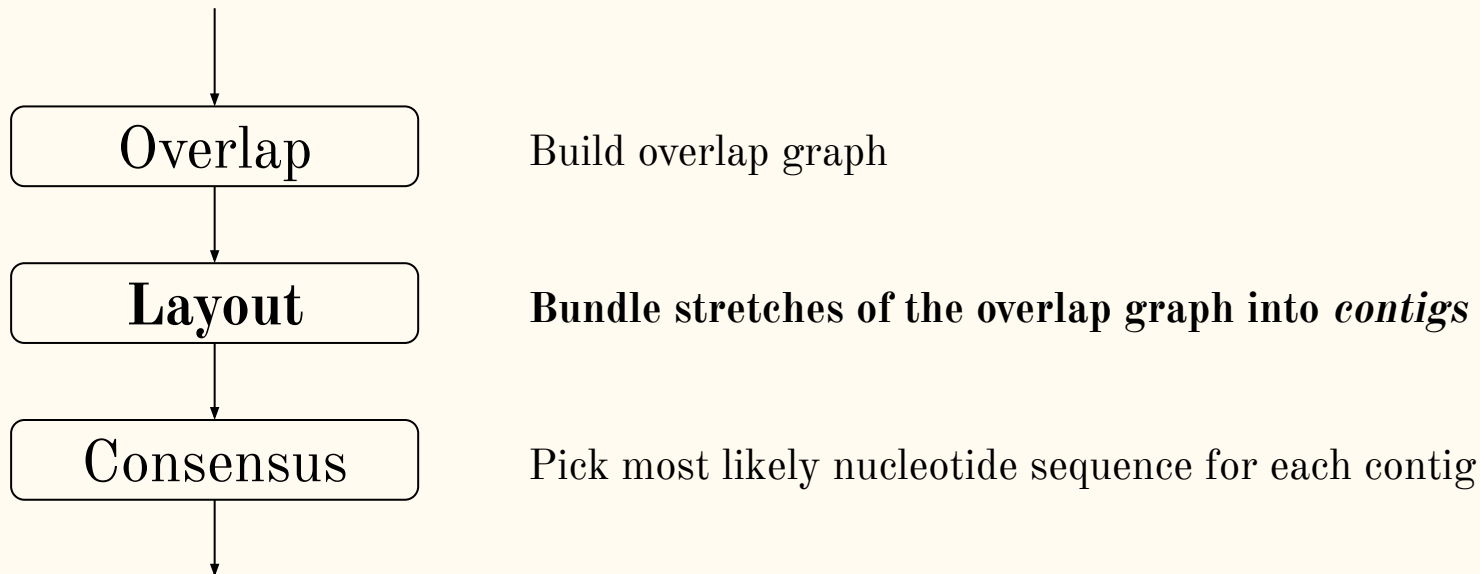 Overlap
Build overlap graph
Layout
Bundle stretches of the overlap graph into contigs
Consensus
Pick most likely nucleotide sequence for each contig